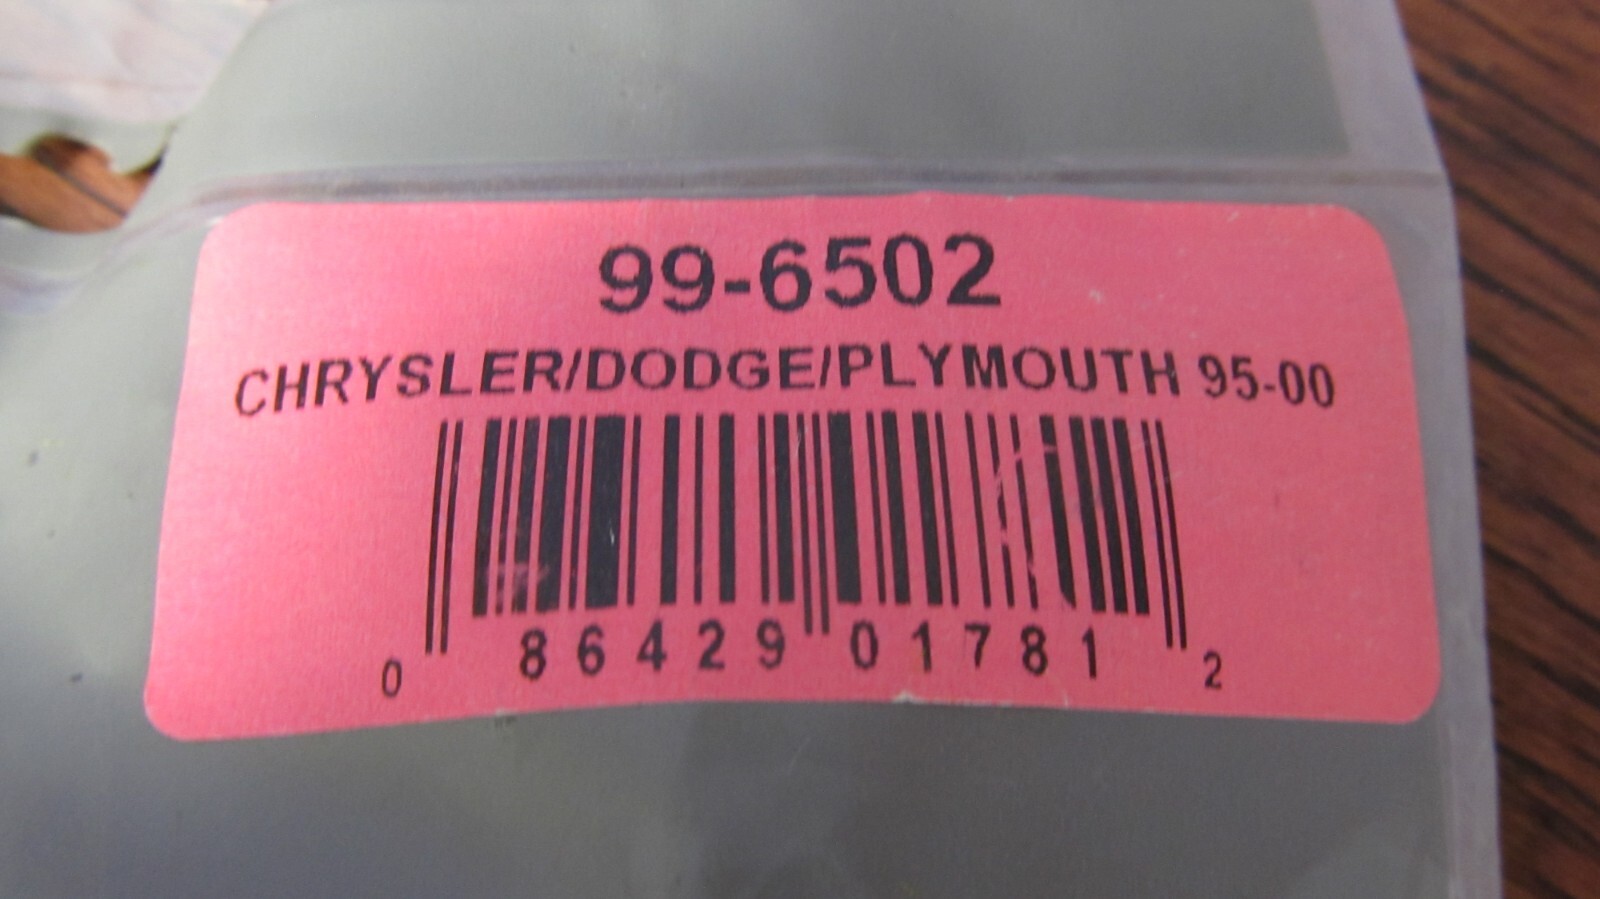 99-6502
CHRYSLER/DODGE/PLYMOUTH 95-00
0 86429 01781 2